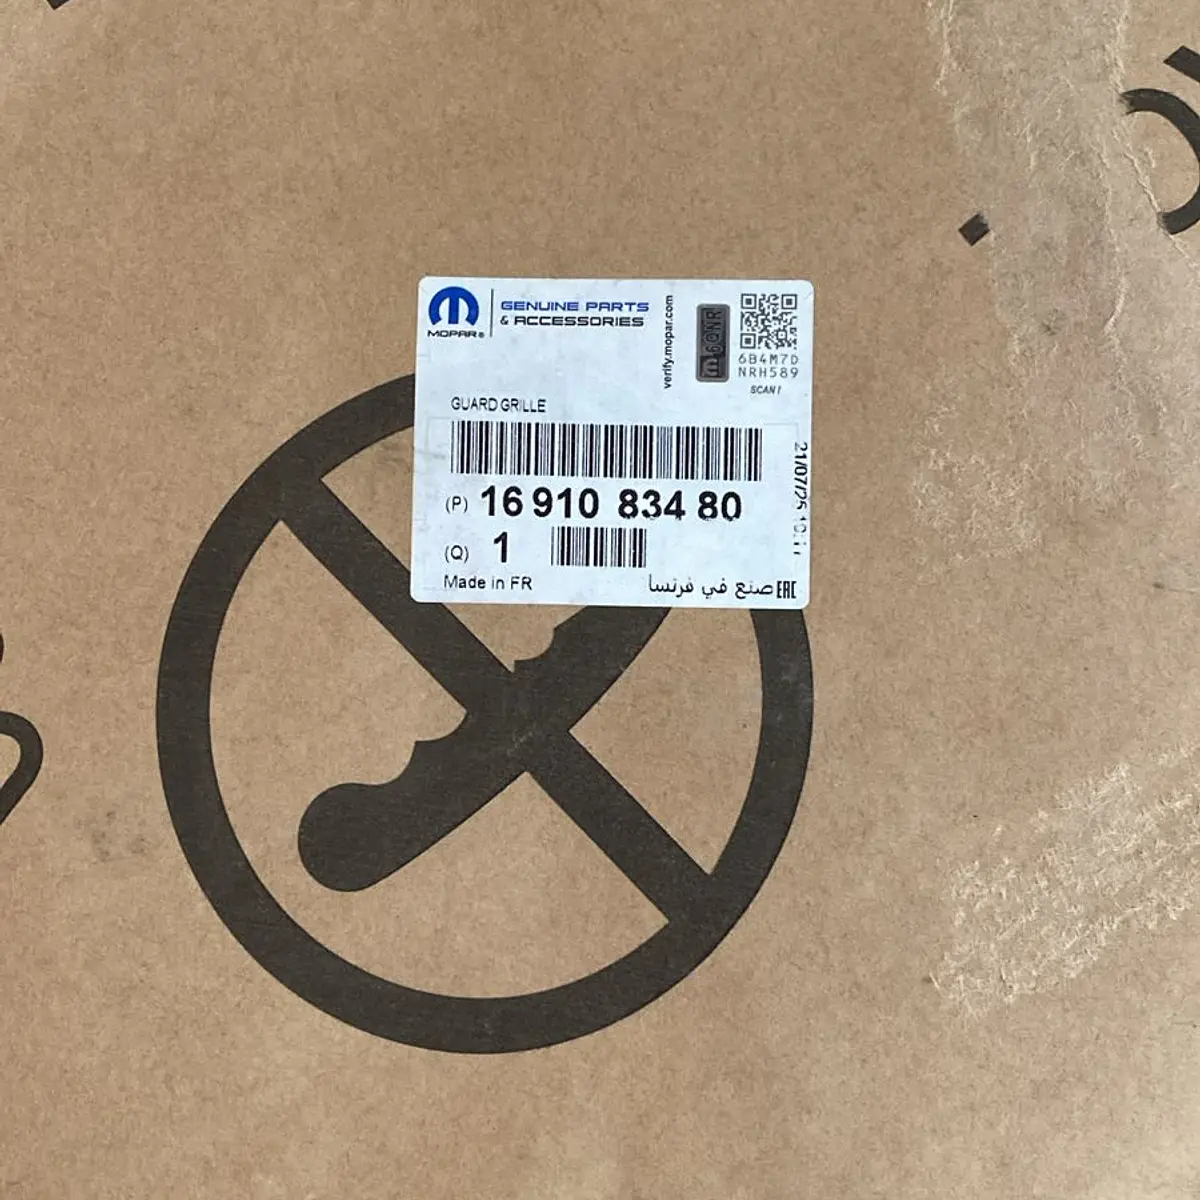 MOPAR®
GENUINE PARTS
& ACCESSORIES
verify.mopar.com
6B4M7D
NRH589
SCAN!
GUARD GRILLE
(P) 16 910 834 80
(Q) 1
Made in FR
صنع في فرنسا EAC